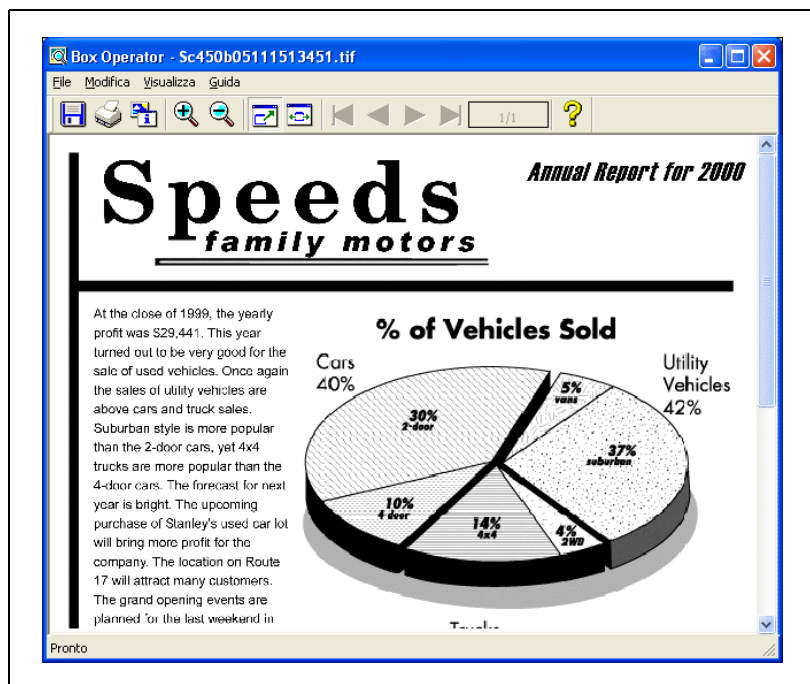 Box Operator - Sc450b05111513451.tif
File Modifica Visualizza Guida
1/1
Speeds
family motors
Annual Report for 2000
At the close of 1999, the yearly
profit was $29,441. This year
turned out to be very good for the
sale of used vehicles. Once again
the sales of utility vehicles are
above cars and truck sales.
Suburban style is more popular
than the 2-door cars, yet 4x4
trucks are more popular than the
4-door cars. The forecast for next
year is bright. The upcoming
purchase of Stanley's used car lot
will bring more profit for the
company. The location on Route
17 will attract many customers.
The grand opening events are
planned for the last weekend in
% of Vehicles Sold
Cars
40%
Utility
Vehicles
42%
5%
vans
30%
2-door
37%
suburban
10%
4 door
14%
4x4
4%
2WD
Trucks
Pronto